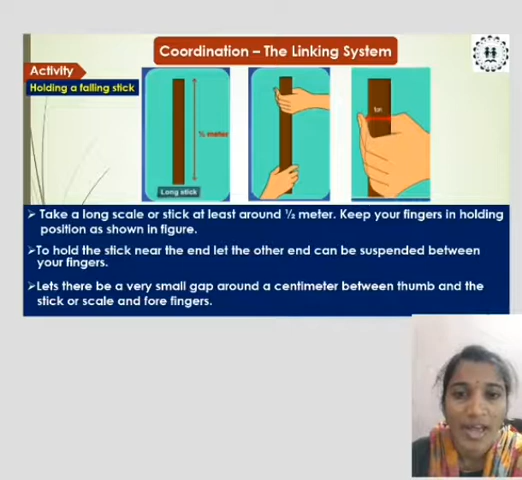 Coordination – The Linking System
Activity
Holding a falling stick
½ meter
Long stick
➢ Take a long scale or stick at least around ½ meter. Keep your fingers in holding
position as shown in figure.
➢To hold the stick near the end let the other end can be suspended between
your fingers.
➢Lets there be a very small gap around a centimeter between thumb and the
stick or scale and fore fingers.